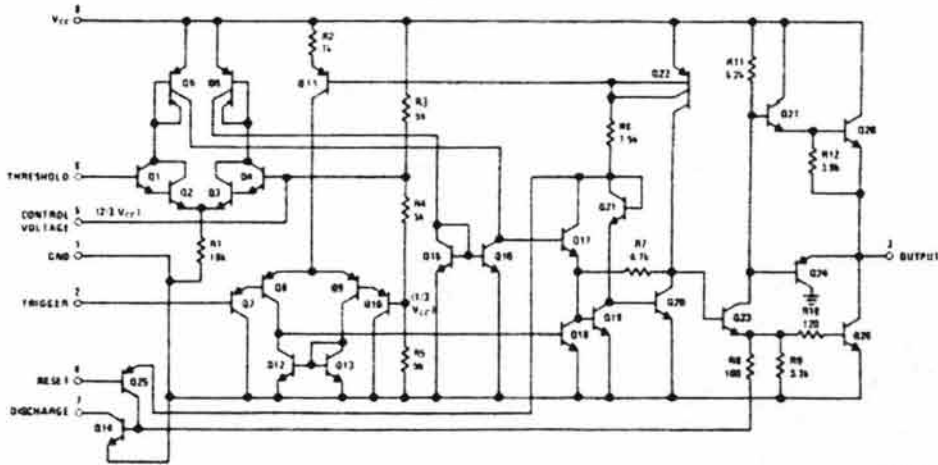 8
VCC
R2
1k
R3
5k
Q5
Q6
Q11
Q22
R11
6.2k
Q27
Q28
R12
3.8k
R6
7.5k
6
THRESHOLD
Q1
Q2
Q3
Q4
5
CONTROL
VOLTAGE
(2/3 VCC)
R1
10k
1
GND
R4
5k
Q15
Q16
Q17
Q21
R7
4.7k
3
OUTPUT
Q24
TRIGGER
2
Q7
Q8
Q9
Q10
(1/3
VCC)
R5
5k
Q12
Q13
Q18
Q19
Q20
Q23
R10
120
Q26
R8
100
R9
3.3k
RESET
Q25
DISCHARGE
7
Q14